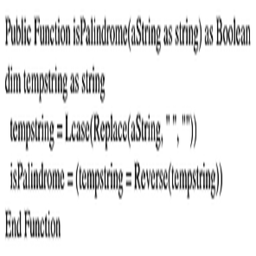 Public Function isPalindrome(aString as string) as Boolean
dim tempstring as string
tempstring = Lcase(Replace(aString, " ", ""))
isPalindrome = (tempstring = Reverse(tempstring))
End Function